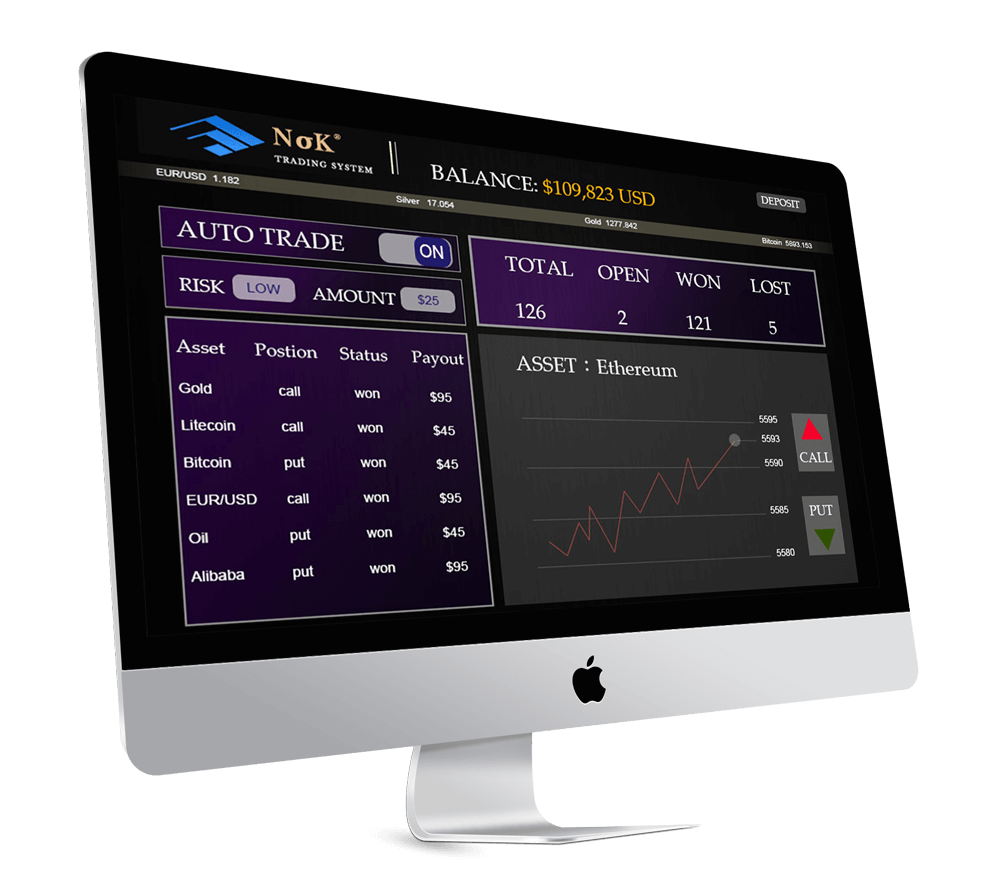 NσK®
TRADING SYSTEM
BALANCE: $109,823 USD
DEPOSIT
EUR/USD 1.182
Silver 17.054
Gold 1277.842
Bitcoin 5893.153
AUTO TRADE ON
RISK LOW AMOUNT $25
TOTAL OPEN WON LOST
126 2 121 5
Asset Postion Status Payout
Gold call won $95
Litecoin call won $45
Bitcoin put won $45
EUR/USD call won $95
Oil put won $45
Alibaba put won $95
ASSET : Ethereum
5595
5593
5590
5585
5580
CALL
PUT